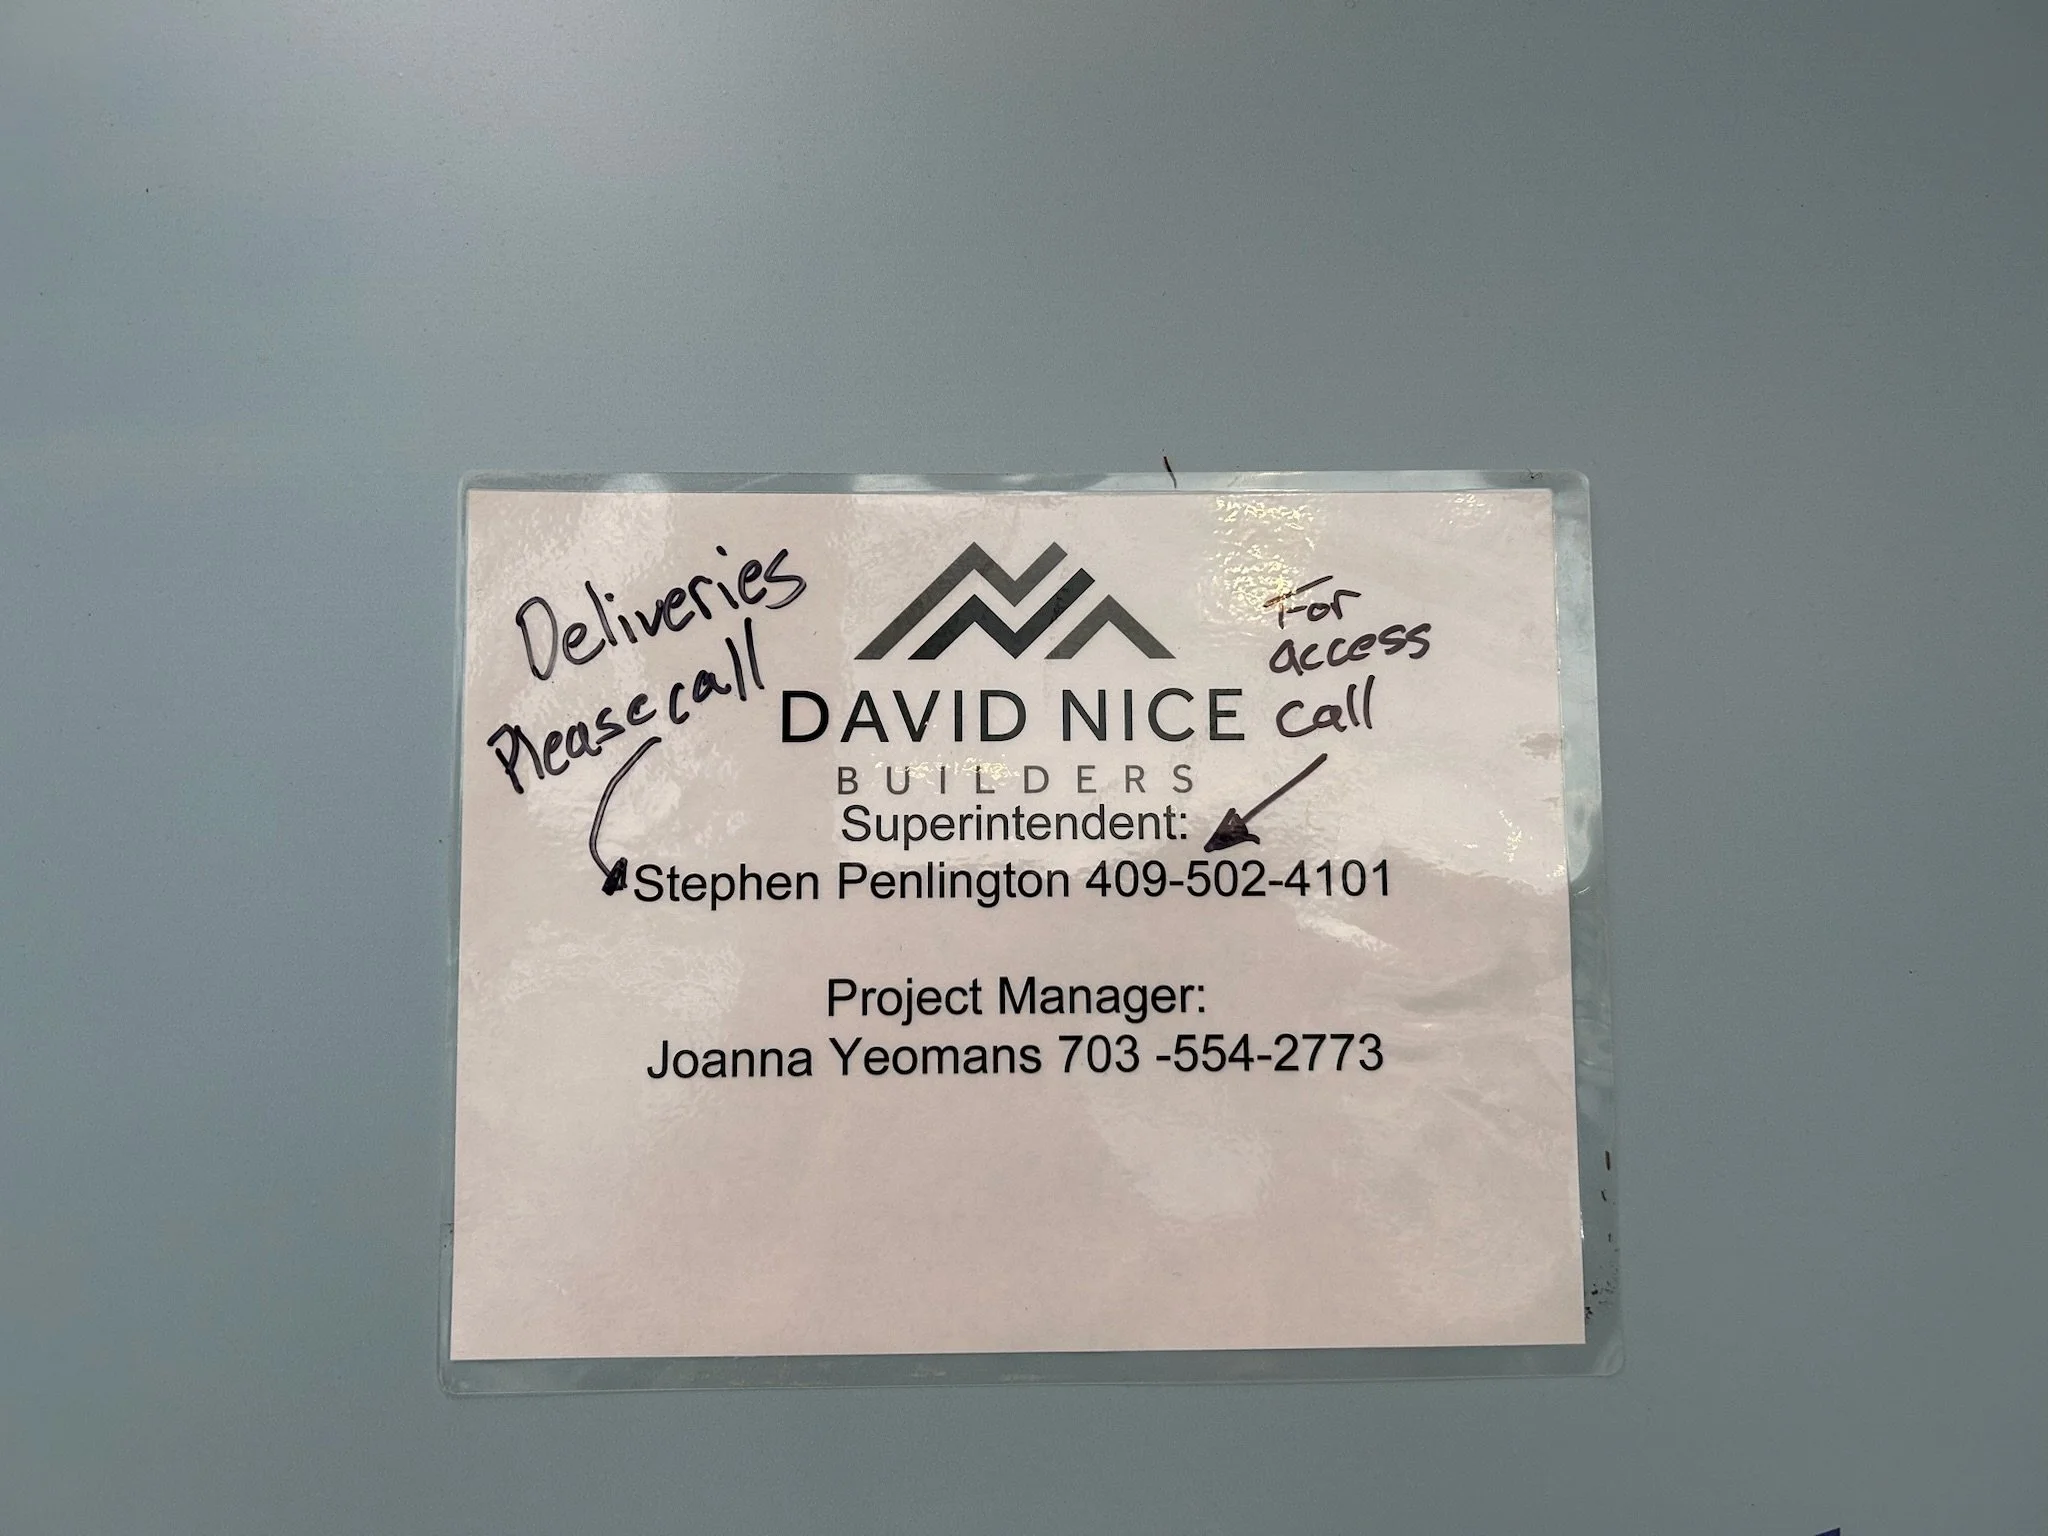 Deliveries
Please call
For
access
call
DAVID NICE
BUILDERS
Superintendent:
Stephen Penlington 409-502-4101
Project Manager:
Joanna Yeomans 703 -554-2773